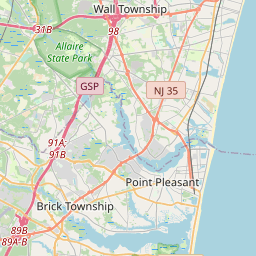 Wall Township
31B
98
Allaire
State Park
GSP
NJ 35
91A;
91B
Point Pleasant
Brick Township
89B
89A-B